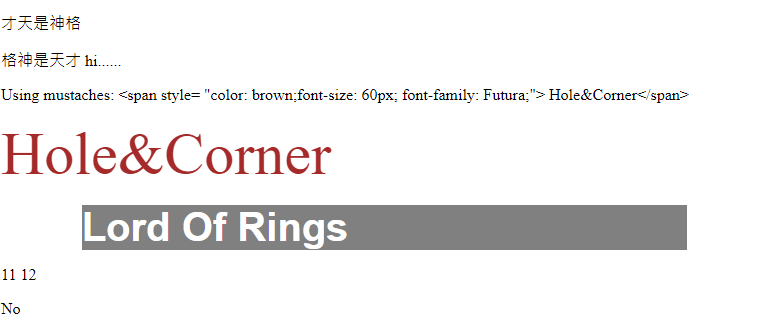 才天是神格
格神是天才 hi......
Using mustaches: <span style= "color: brown;font-size: 60px; font-family: Futura;"> Hole&Corner</span>
Hole&Corner
Lord Of Rings
11 12
No